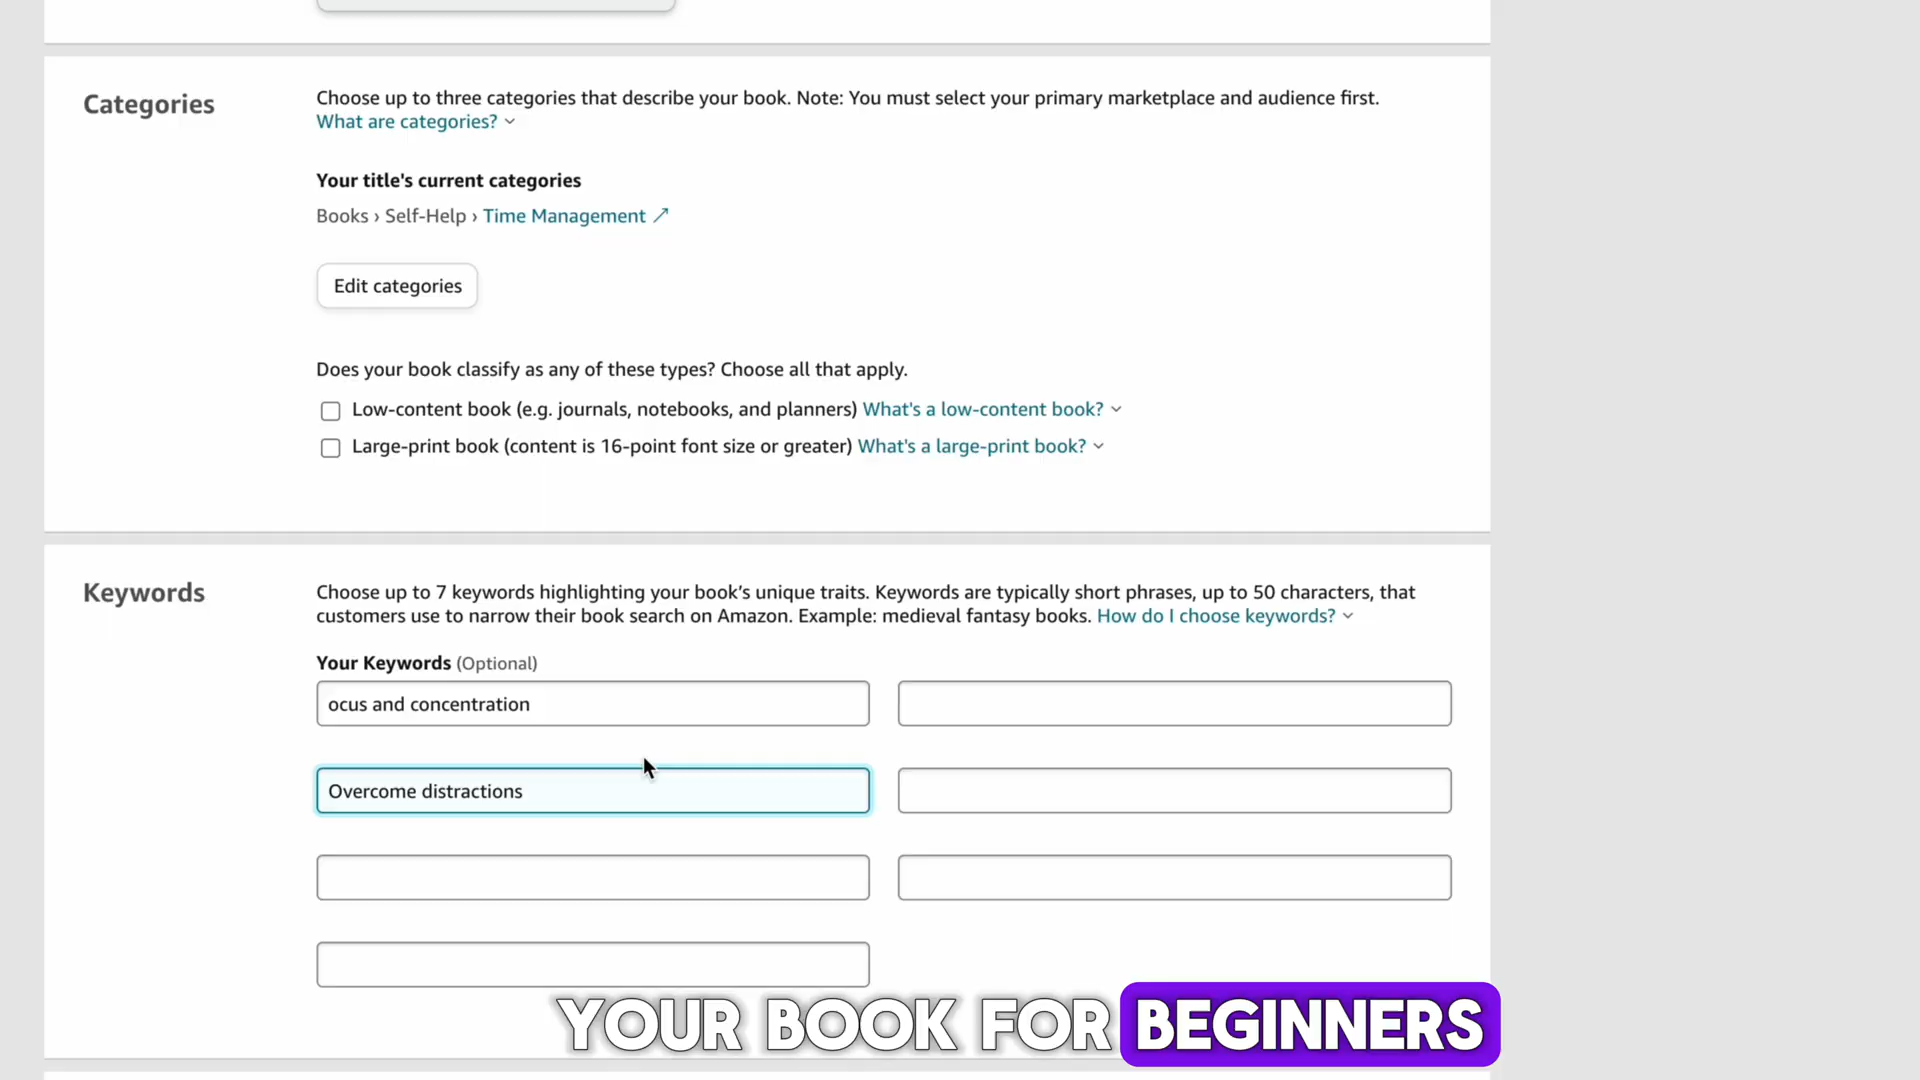 Categories
Choose up to three categories that describe your book. Note: You must select your primary marketplace and audience first.
What are categories?
Your title's current categories
Books › Self-Help › Time Management
Edit categories
Does your book classify as any of these types? Choose all that apply.
Low-content book (e.g. journals, notebooks, and planners) What's a low-content book?
Large-print book (content is 16-point font size or greater) What's a large-print book?
Keywords
Choose up to 7 keywords highlighting your book’s unique traits. Keywords are typically short phrases, up to 50 characters, that
customers use to narrow their book search on Amazon. Example: medieval fantasy books. How do I choose keywords?
Your Keywords (Optional)
ocus and concentration
Overcome distractions
YOUR BOOK FOR BEGINNERS